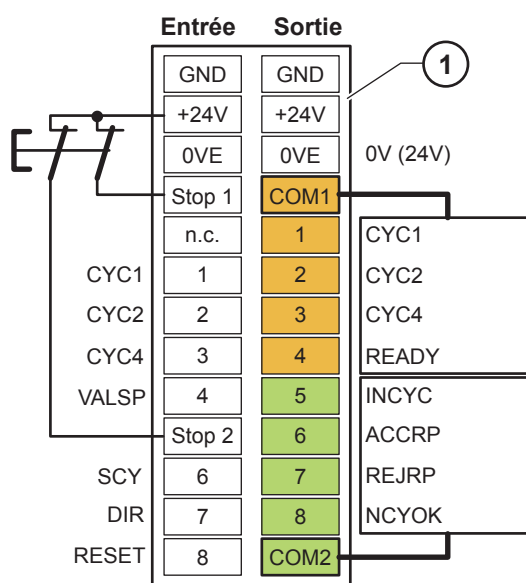 Entrée Sortie
1
GND GND
+24V +24V
0VE 0VE 0V (24V)
Stop 1 COM1
n.c. 1 CYC1
CYC1 1 2 CYC2
CYC2 2 3 CYC4
CYC4 3 4 READY
VALSP 4 5 INCYC
Stop 2 6 ACCRP
SCY 6 7 REJRP
DIR 7 8 NCYOK
RESET 8 COM2